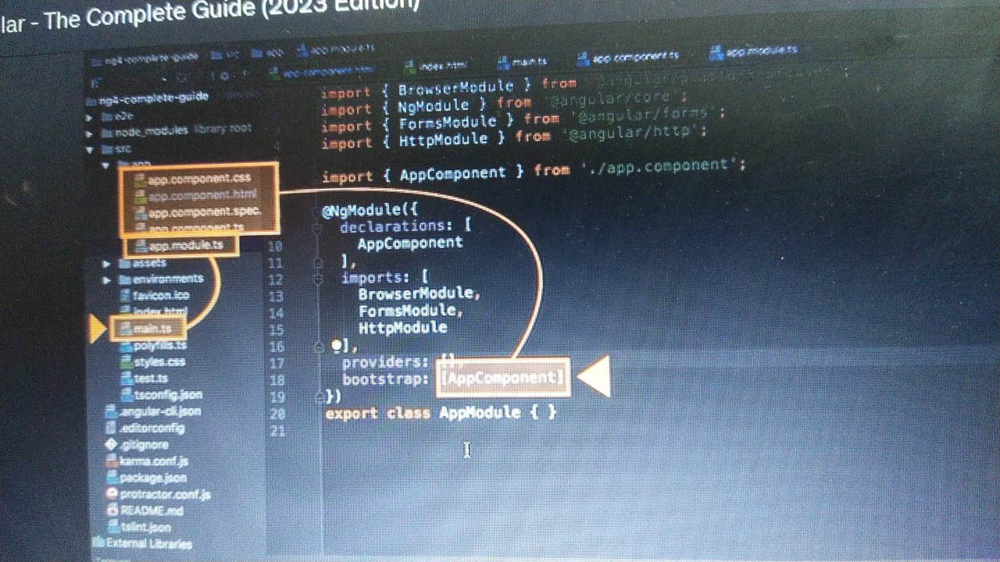 lar - The Complete Guide (2023 Edition)
ng4-complete-guide src app app.module.ts
app.component.html index.html main.ts app.component.ts app.module.ts
ng4-complete-guide
e2e
node_modules library root
src
app
app.component.css
app.component.html
app.component.spec.
app.component.ts
app.module.ts
assets
environments
favicon.ico
index.html
main.ts
polyfills.ts
styles.css
test.ts
tsconfig.json
.angular-cli.json
.editorconfig
.gitignore
karma.conf.js
package.json
protractor.conf.js
README.md
tslint.json
External Libraries
import { BrowserModule } from
import { NgModule } from '@angular/core';
import { FormsModule } from '@angular/forms';
import { HttpModule } from '@angular/http';
import { AppComponent } from './app.component';
@NgModule({
declarations: [
10 AppComponent
11 ],
12 imports: [
13 BrowserModule,
14 FormsModule,
15 HttpModule
16 ],
17 providers: [],
18 bootstrap: [AppComponent]
19 })
20 export class AppModule { }
21